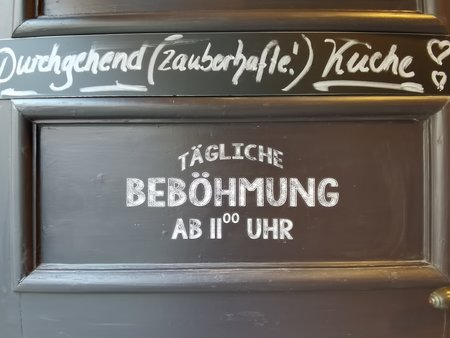 Durchgehend (zauberhafte!) Küche ♡♡
TÄGLICHE
BEBÖHMUNG
AB 11⁰⁰ UHR